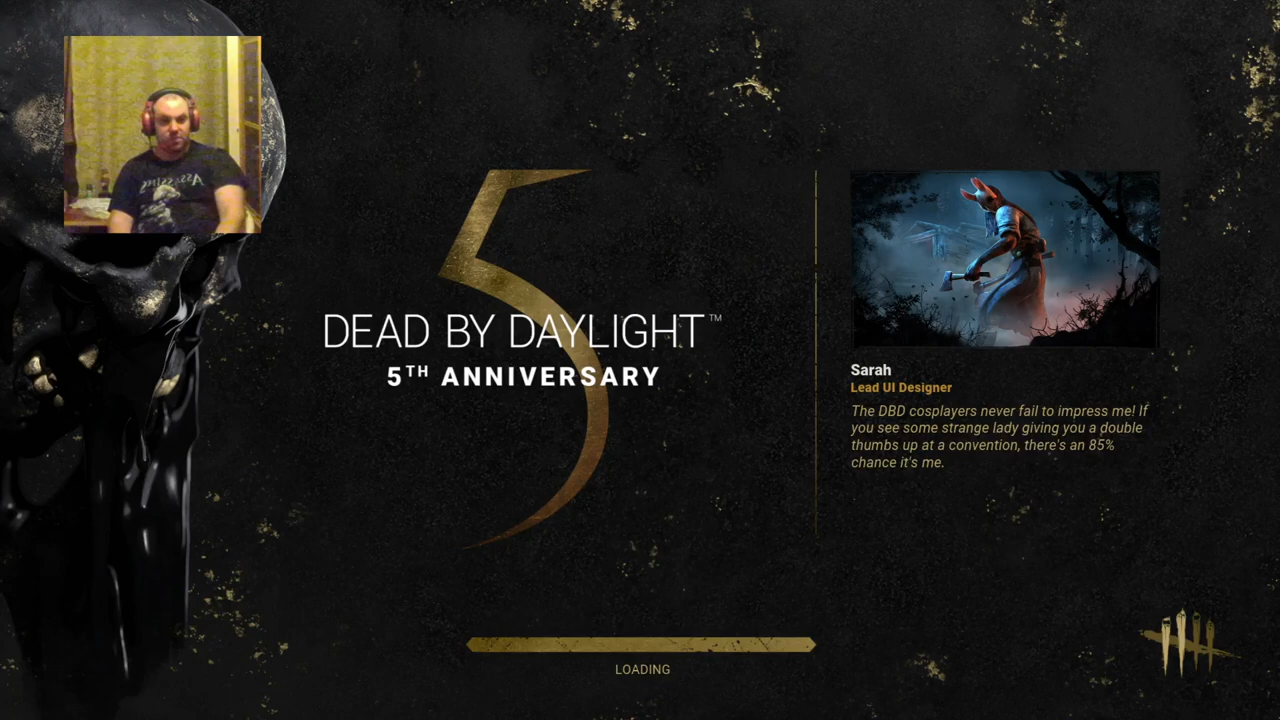 ASSASSINS
DEAD BY DAYLIGHT™
5TH ANNIVERSARY
Sarah
Lead UI Designer
The DBD cosplayers never fail to impress me! If
you see some strange lady giving you a double
thumbs up at a convention, there's an 85%
chance it's me.
LOADING